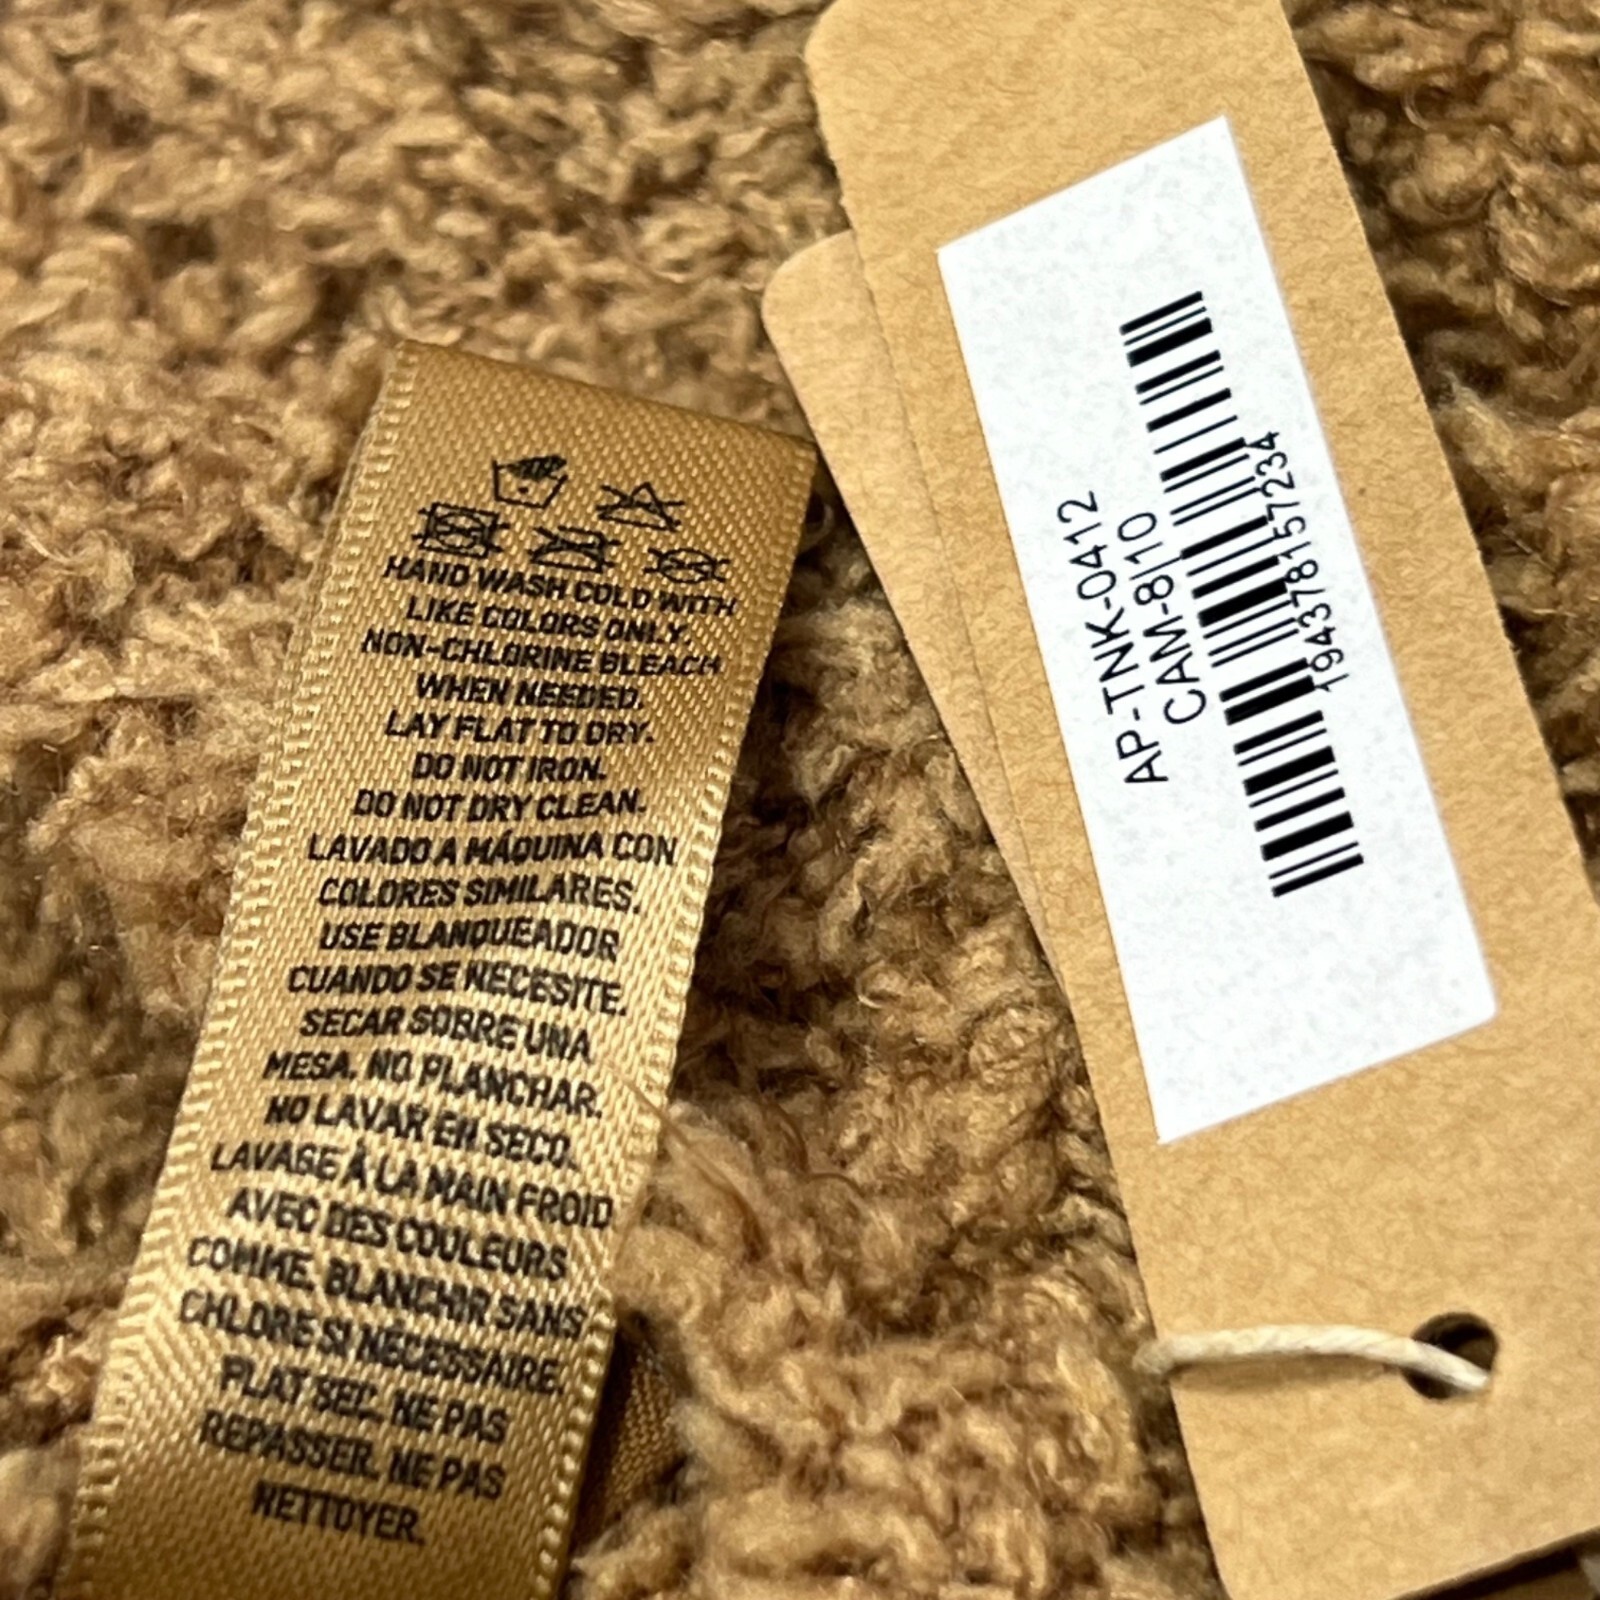 HAND WASH COLD WITH
LIKE COLORS ONLY.
NON-CHLORINE BLEACH
WHEN NEEDED.
LAY FLAT TO DRY.
DO NOT IRON.
DO NOT DRY CLEAN.
LAVADO A MÁQUINA CON
COLORES SIMILARES.
USE BLANQUEADOR
CUANDO SE NECESITE.
SECAR SOBRE UNA
MESA. NO PLANCHAR.
NO LAVAR EN SECO.
LAVAGE À LA MAIN FROID
AVEC DES COULEURS
COMME. BLANCHIR SANS
CHLORE SI NÉCESSAIRE.
PLAT SEC. NE PAS
REPASSER. NE PAS
NETTOYER.
AP-TNK-0412
CAM-8110
194378157234